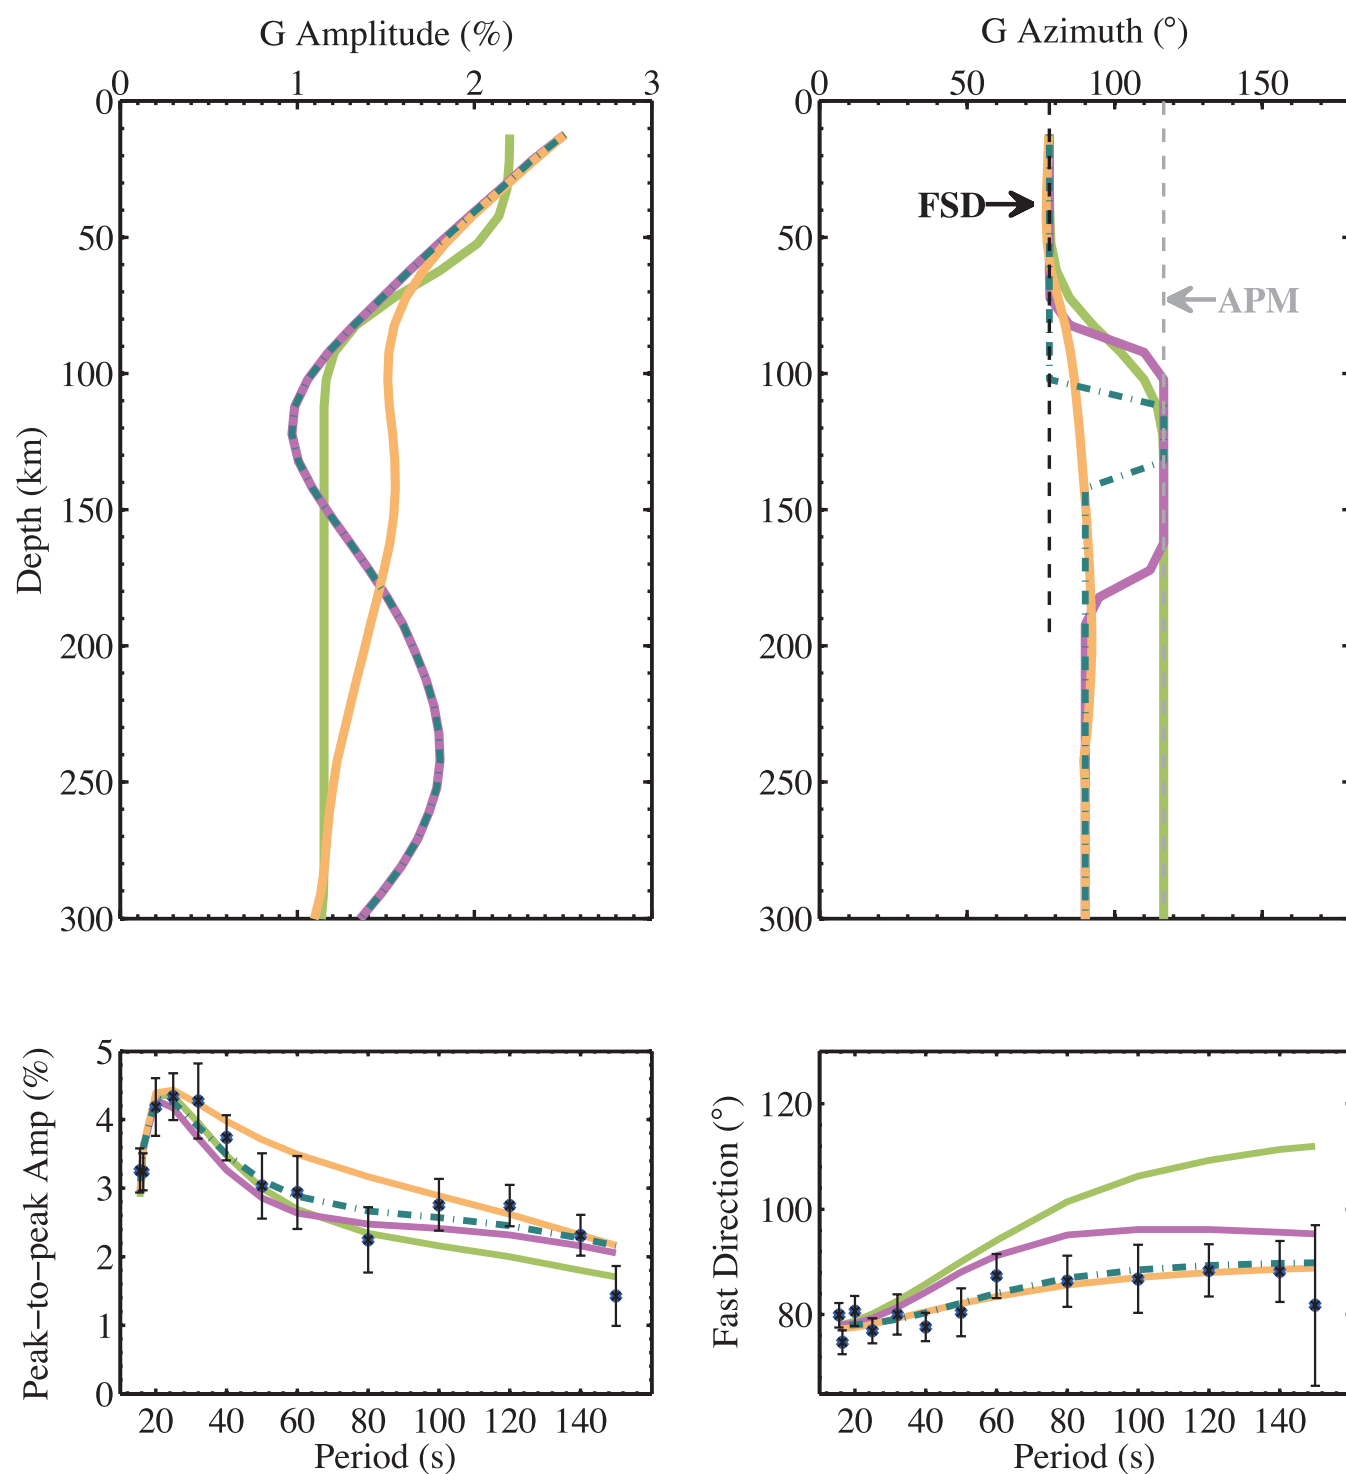 G Amplitude (%)
0 1 2 3
0
50
100
150
200
250
300
Depth (km)
G Azimuth (°)
0 50 100 150
0
50
100
150
200
250
300
FSD
APM
5
4
3
2
1
0
Peak−to−peak Amp (%)
20 40 60 80 100 120 140
Period (s)
120
100
80
Fast Direction (°)
20 40 60 80 100 120 140
Period (s)